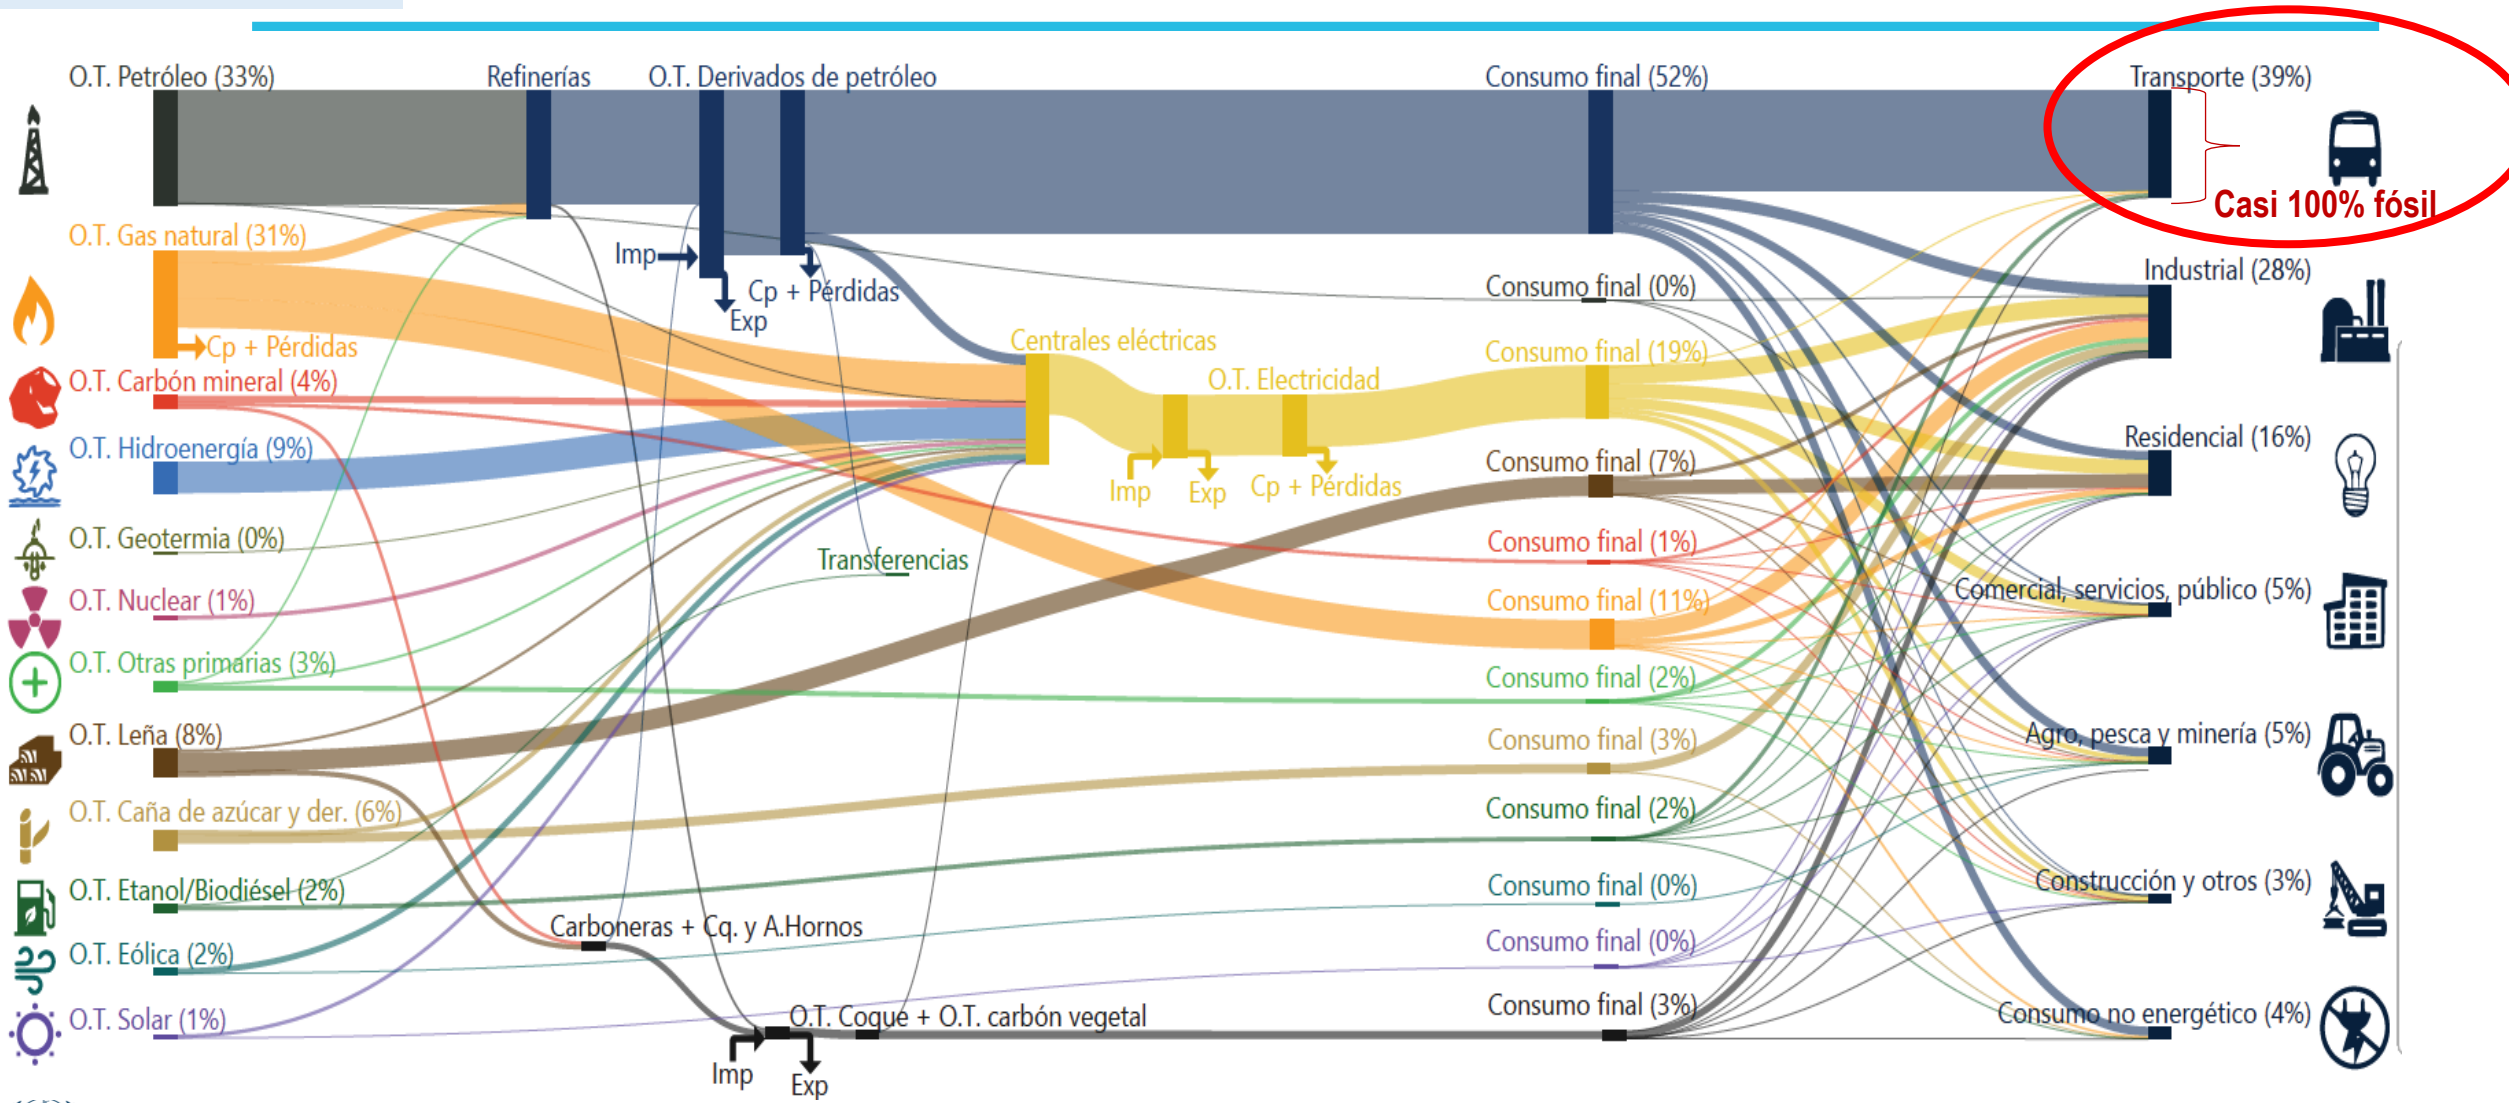 O.T. Petróleo (33%)
Refinerías
O.T. Derivados de petróleo
Consumo final (52%)
Transporte (39%)
Casi 100% fósil
O.T. Gas natural (31%)
Imp
Cp + Pérdidas
Exp
Consumo final (0%)
Industrial (28%)
Cp + Pérdidas
Centrales eléctricas
Consumo final (19%)
O.T. Carbón mineral (4%)
O.T. Electricidad
O.T. Hidroenergía (9%)
Consumo final (7%)
Residencial (16%)
Imp
Exp
Cp + Pérdidas
O.T. Geotermia (0%)
Transferencias
Consumo final (1%)
O.T. Nuclear (1%)
Consumo final (11%)
Comercial, servicios, público (5%)
O.T. Otras primarias (3%)
Consumo final (2%)
O.T. Leña (8%)
Consumo final (3%)
Agro, pesca y minería (5%)
O.T. Caña de azúcar y der. (6%)
Consumo final (2%)
O.T. Etanol/Biodiésel (2%)
Consumo final (0%)
Construcción y otros (3%)
Carboneras + Cq. y A.Hornos
O.T. Eólica (2%)
Consumo final (0%)
O.T. Solar (1%)
O.T. Coque + O.T. carbón vegetal
Consumo final (3%)
Consumo no energético (4%)
Imp
Exp